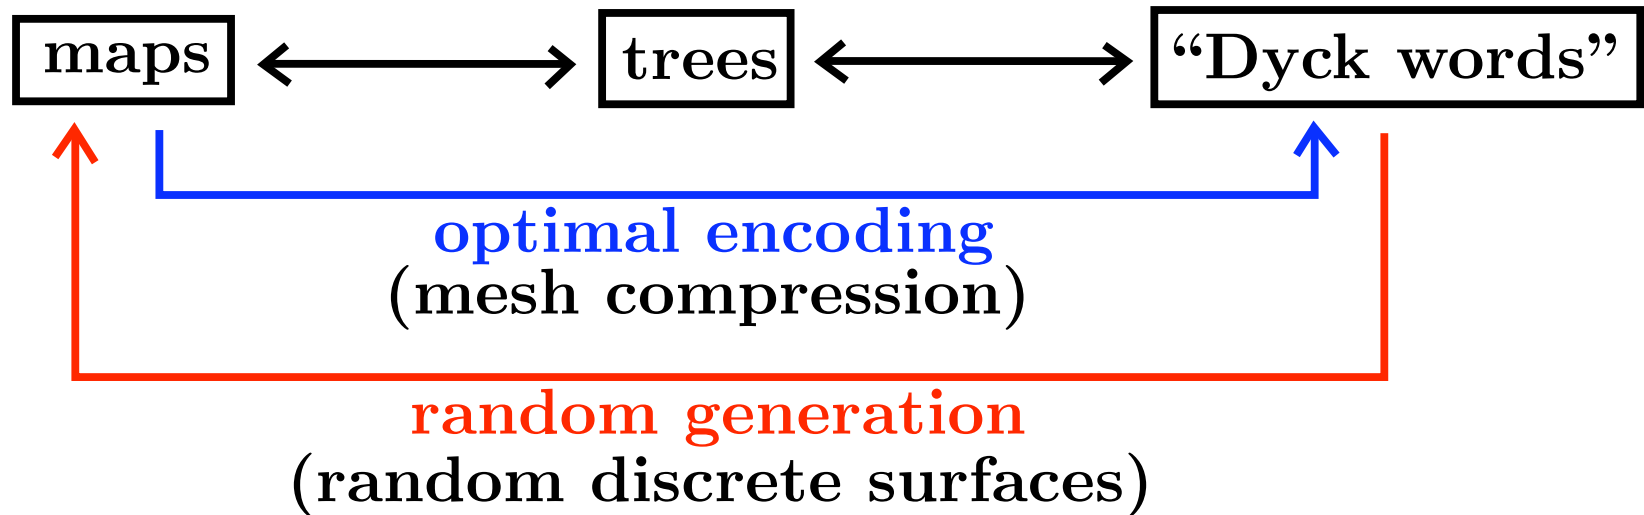 maps
trees
“Dyck words”
optimal encoding
(mesh compression)
random generation
(random discrete surfaces)